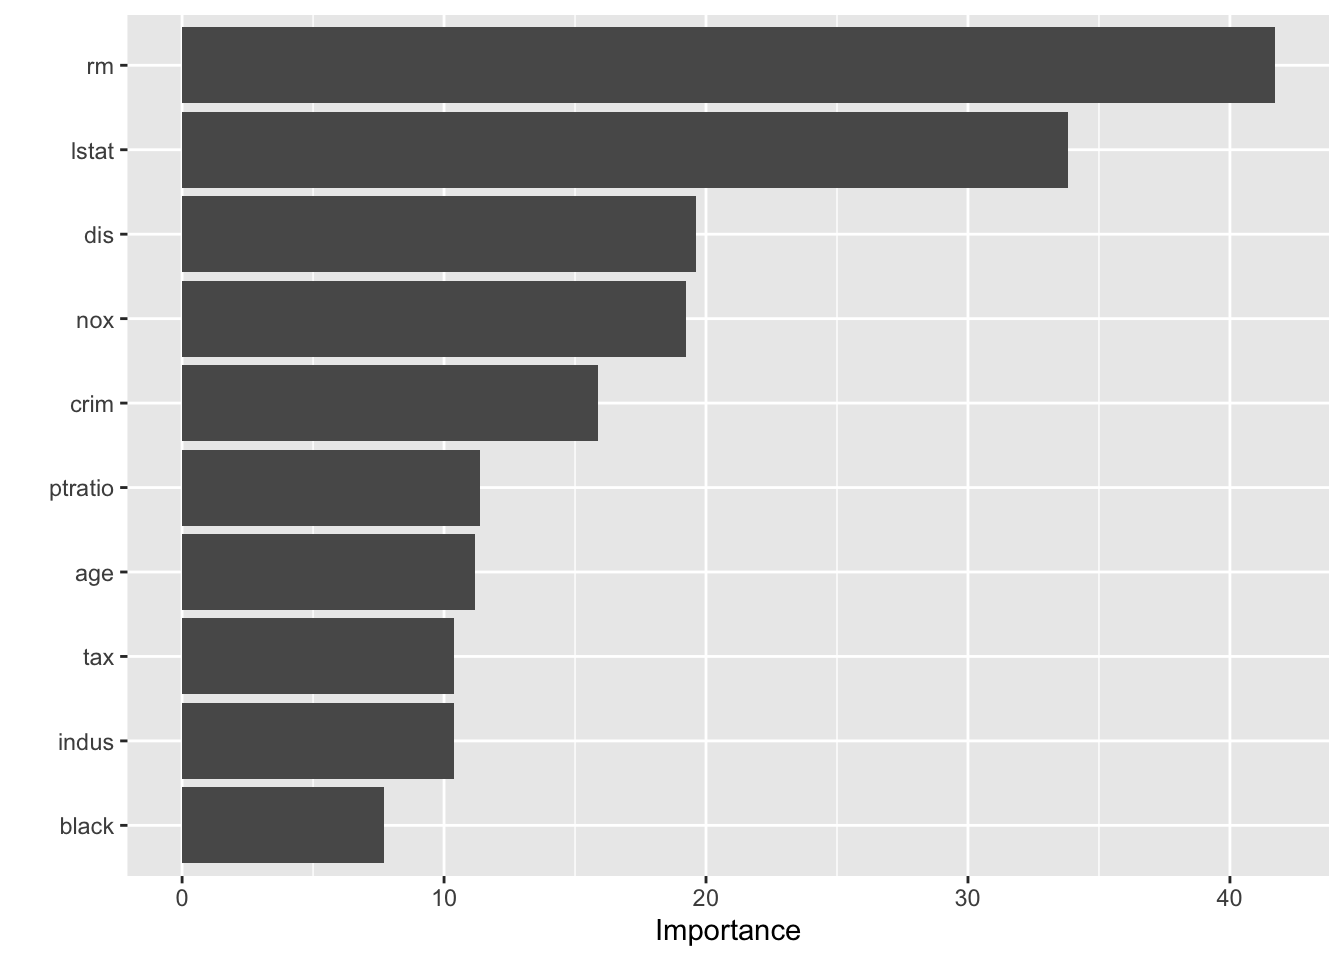 rm
lstat
dis
nox
crim
ptratio
age
tax
indus
black
0 10 20 30 40
Importance